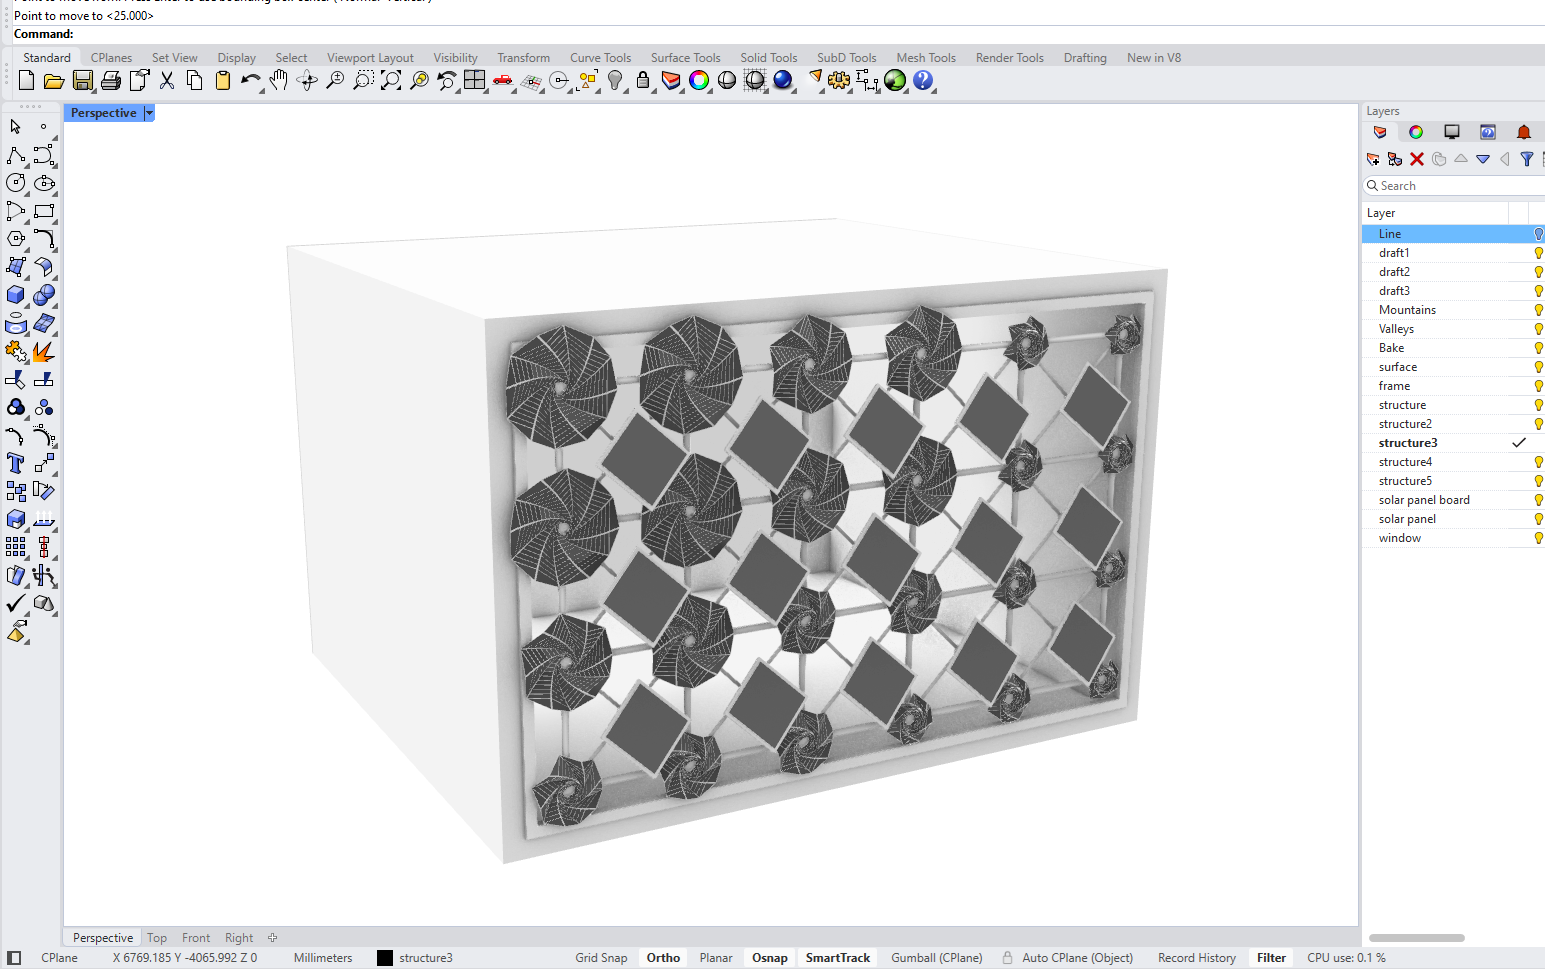 Point to move to <25.000>
Command:
Standard CPlanes Set View Display Select Viewport Layout Visibility Transform Curve Tools Surface Tools Solid Tools SubD Tools Mesh Tools Render Tools Drafting New in V8
Perspective
Layers
Search
Layer
Line
draft1
draft2
draft3
Mountains
Valleys
Bake
surface
frame
structure
structure2
structure3
structure4
structure5
solar panel board
solar panel
window
Perspective Top Front Right
CPlane X 6769.185 Y -4065.992 Z 0 Millimeters structure3 Grid Snap Ortho Planar Osnap SmartTrack Gumball (CPlane) Auto CPlane (Object) Record History Filter CPU use: 0.1 %